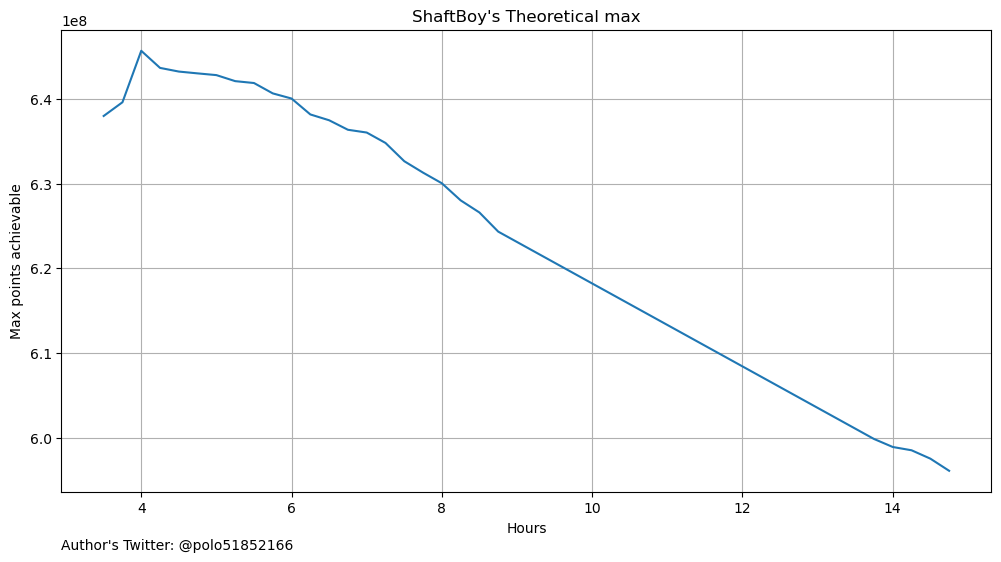 ShaftBoy's Theoretical max
1e8
6.4
6.3
6.2
6.1
6.0
Max points achievable
4 6 8 10 12 14
Hours
Author's Twitter: @polo51852166